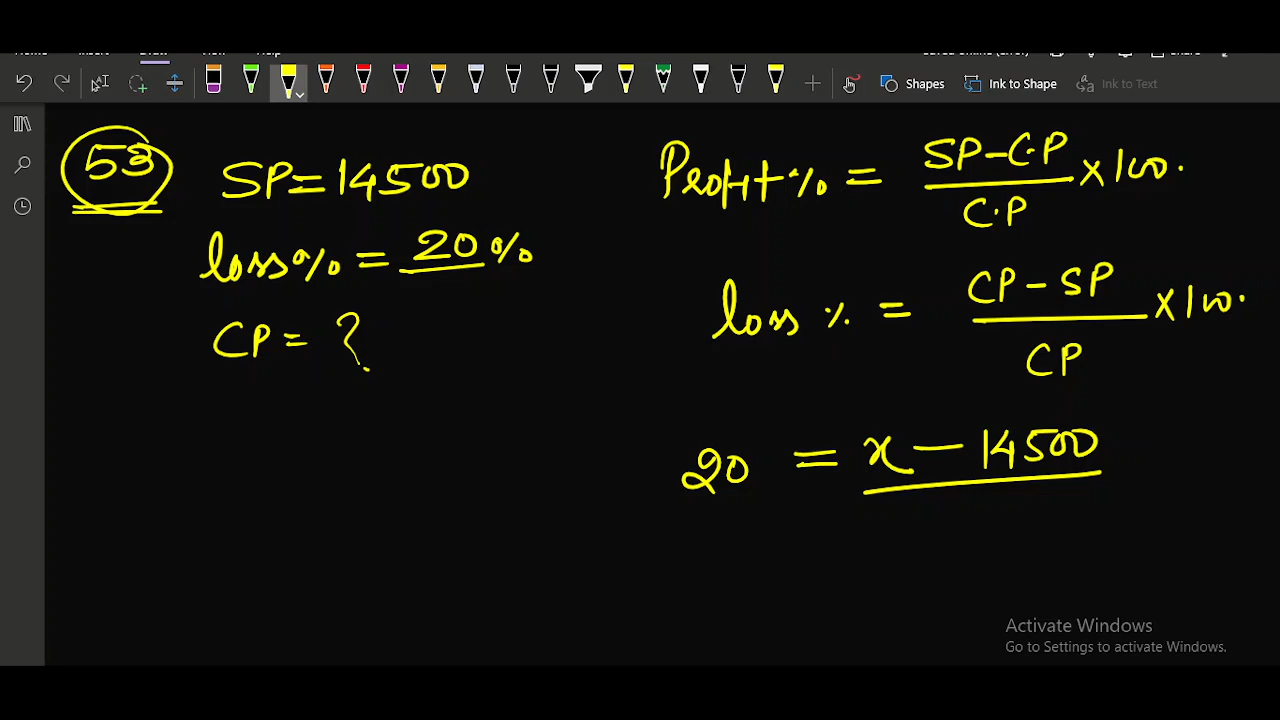 Shapes
Ink to Shape
Ink to Text
53
SP=14500
loss% = 20%
CP = ?
Profit% = SP-C.P / C.P × 100.
loss % = CP - SP / CP × 100.
20 = x - 14500
Activate Windows
Go to Settings to activate Windows.